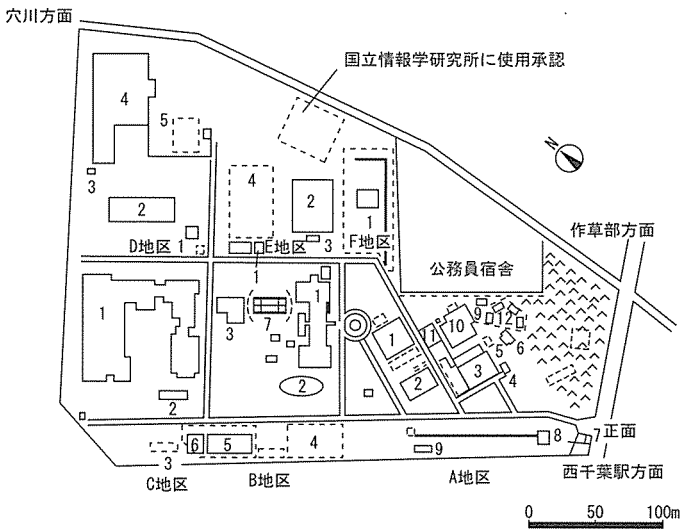 穴川方面
国立情報学研究所に使用承認
N
4
5
3
2
D地区
1
4
2
E地区
3
1
1
F地区
作草部方面
公務員宿舎
1
2
3
7
1
2
1
2
11
10
9
12
5
6
3
4
3
6
5
4
9
8
7
正面
C地区
B地区
A地区
西千葉駅方面
0
50
100m